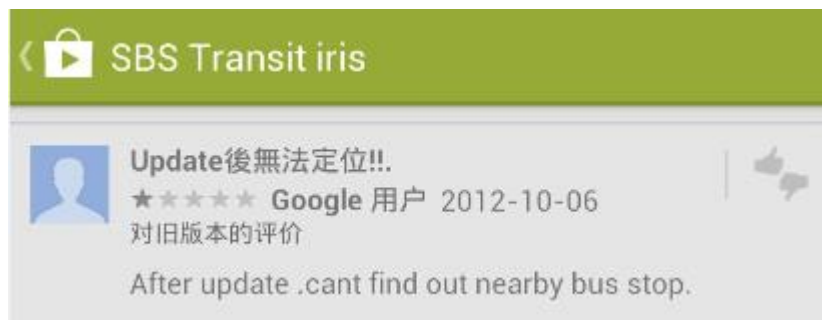 SBS Transit iris
Update後無法定位!!.
Google 用户 2012-10-06
对旧版本的评价
After update .cant find out nearby bus stop.